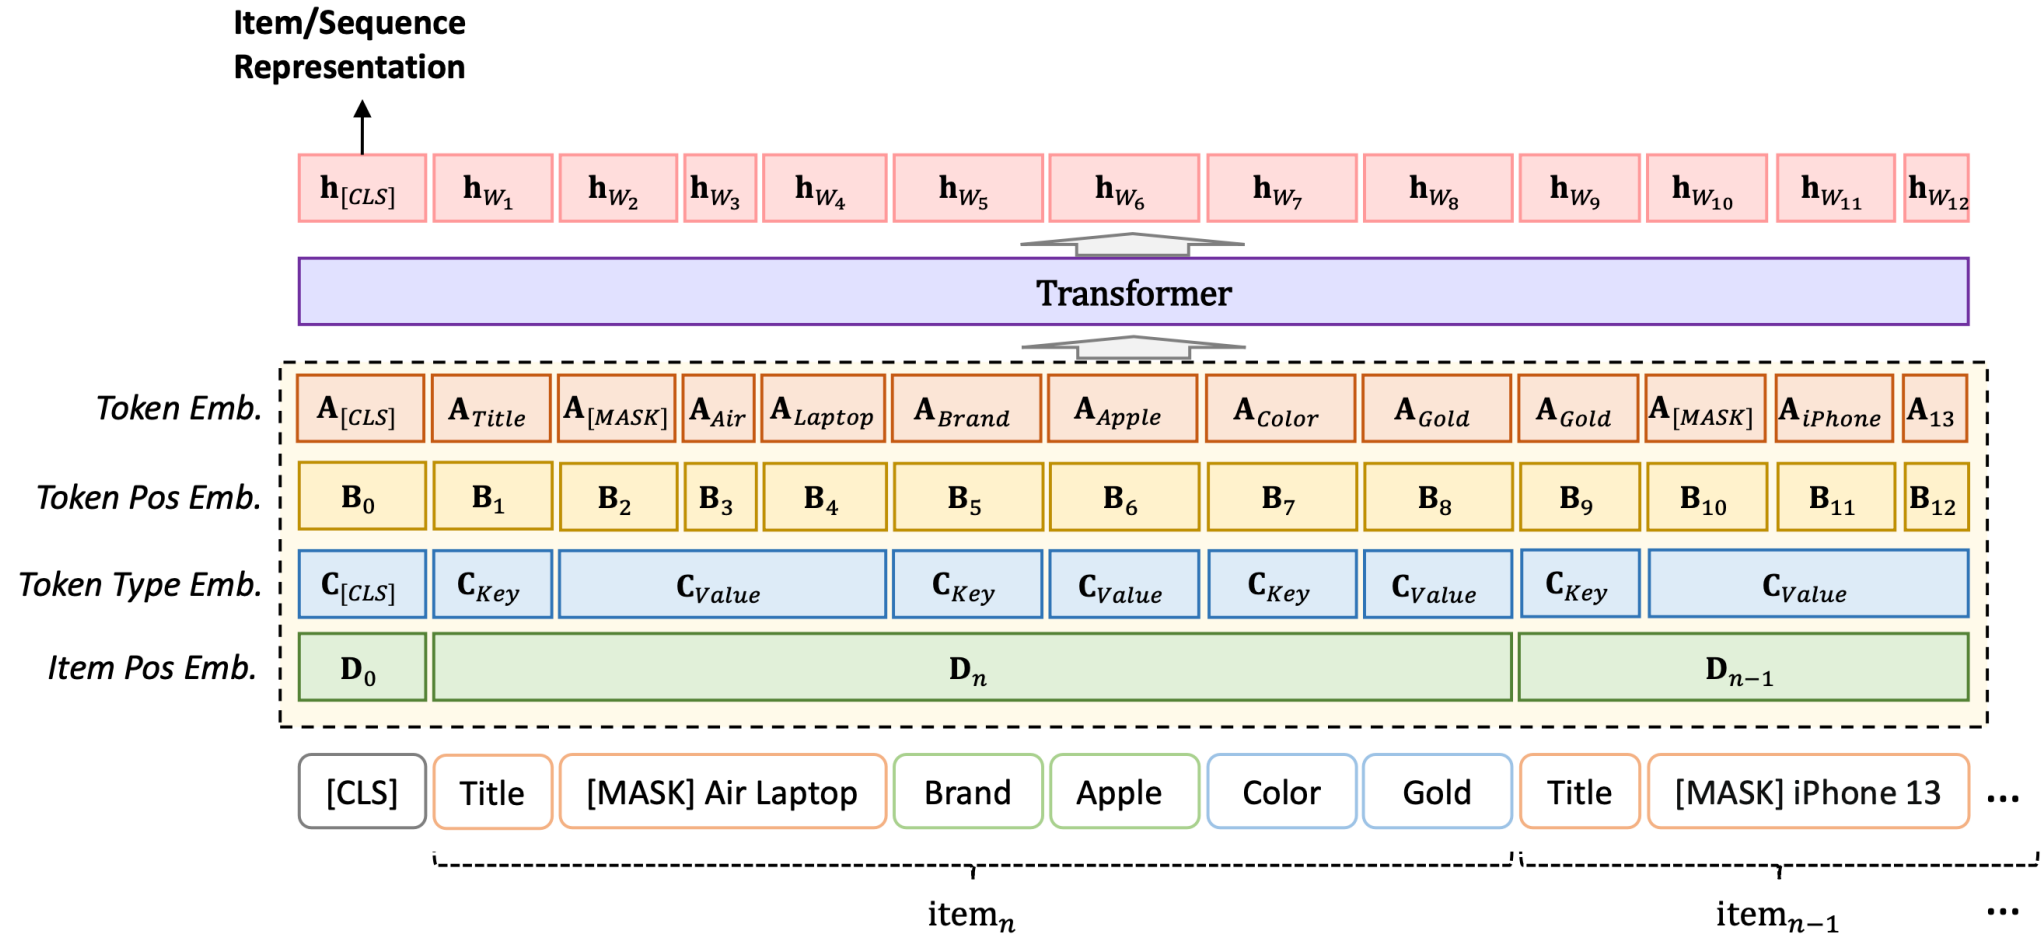 Item/Sequence
Representation
h[CLS] hW1 hW2 hW3 hW4 hW5 hW6 hW7 hW8 hW9 hW10 hW11 hW12
Transformer
Token Emb. A[CLS] ATitle A[MASK] AAir ALaptop ABrand AApple AColor AGold AGold A[MASK] AiPhone A13
Token Pos Emb. B0 B1 B2 B3 B4 B5 B6 B7 B8 B9 B10 B11 B12
Token Type Emb. C[CLS] CKey CValue CKey CValue CKey CValue CKey CValue
Item Pos Emb. D0 Dn Dn−1
[CLS] Title [MASK] Air Laptop Brand Apple Color Gold Title [MASK] iPhone 13 ...
itemn itemn−1 ...